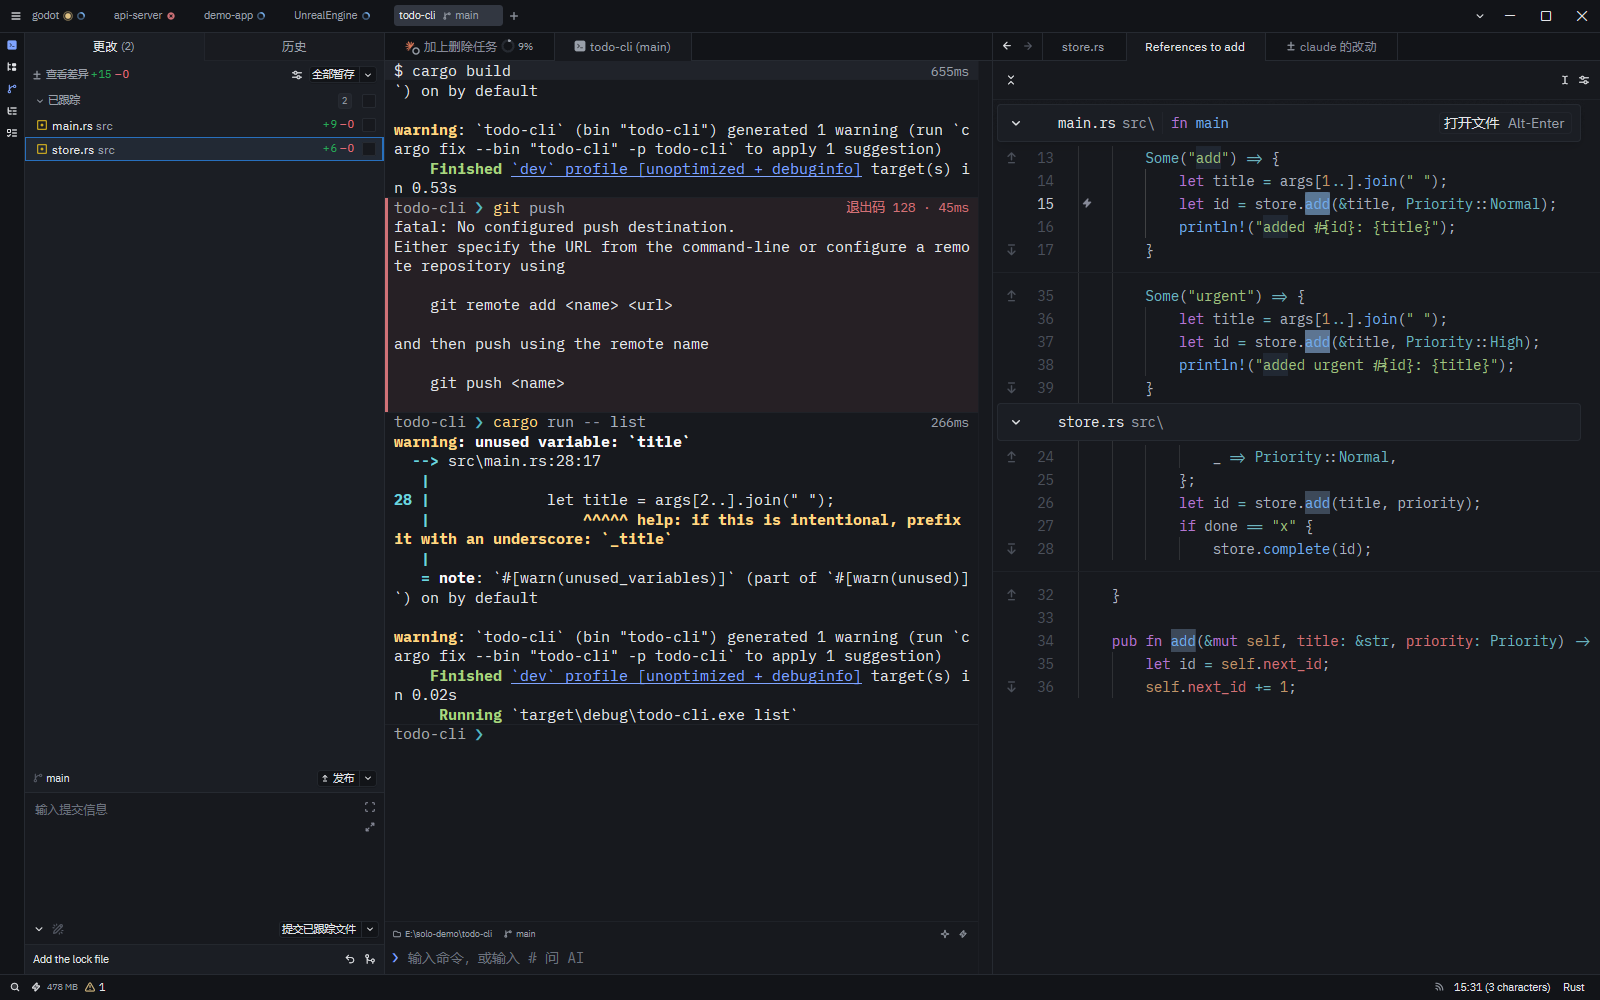 godot
api-server
demo-app
UnrealEngine
todo-cli main
更改 (2)
历史
查看差异 +15 −0
全部暂存
已跟踪 2
main.rs src +9 −0
store.rs src +6 −0
main
发布
输入提交信息
提交已跟踪文件
Add the lock file
478 MB 1
加上删除任务 9%
todo-cli (main)
$ cargo build 655ms
`) on by default
warning: `todo-cli` (bin "todo-cli") generated 1 warning (run `c
argo fix --bin "todo-cli" -p todo-cli` to apply 1 suggestion)
Finished `dev` profile [unoptimized + debuginfo] target(s) i
n 0.53s
todo-cli ❯ git push 退出码 128 · 45ms
fatal: No configured push destination.
Either specify the URL from the command-line or configure a remo
te repository using
git remote add <name> <url>
and then push using the remote name
git push <name>
todo-cli ❯ cargo run -- list 266ms
warning: unused variable: `title`
--> src\main.rs:28:17
|
28 | let title = args[2..].join(" ");
| ^^^^^ help: if this is intentional, prefix
it with an underscore: `_title`
|
= note: `#[warn(unused_variables)]` (part of `#[warn(unused)]
`) on by default
warning: `todo-cli` (bin "todo-cli") generated 1 warning (run `c
argo fix --bin "todo-cli" -p todo-cli` to apply 1 suggestion)
Finished `dev` profile [unoptimized + debuginfo] target(s) i
n 0.02s
Running `target\debug\todo-cli.exe list`
todo-cli ❯
E:\solo-demo\todo-cli main
❯ 输入命令，或输入 # 问 AI
store.rs
References to add
claude 的改动
main.rs src\ fn main 打开文件 Alt-Enter
13 Some("add") => {
14 let title = args[1..].join(" ");
15 let id = store.add(&title, Priority::Normal);
16 println!("added #{id}: {title}");
17 }
35 Some("urgent") => {
36 let title = args[1..].join(" ");
37 let id = store.add(&title, Priority::High);
38 println!("added urgent #{id}: {title}");
39 }
store.rs src\
24 _ => Priority::Normal,
25 };
26 let id = store.add(title, priority);
27 if done == "x" {
28 store.complete(id);
32 }
33
34 pub fn add(&mut self, title: &str, priority: Priority) ->
35 let id = self.next_id;
36 self.next_id += 1;
15:31 (3 characters) Rust